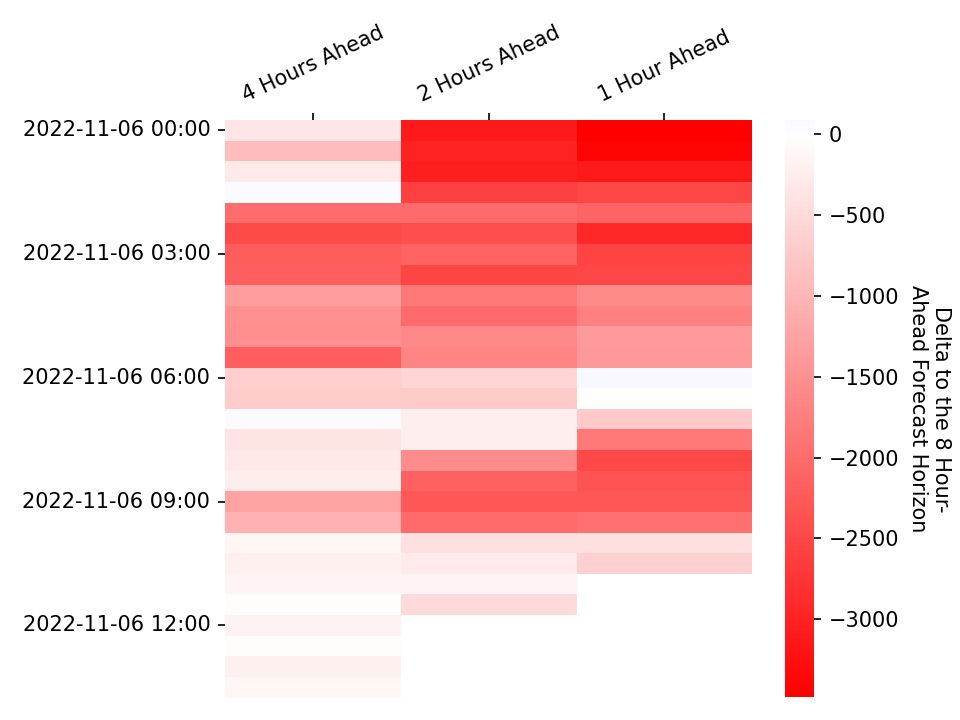 4 Hours Ahead
2 Hours Ahead
1 Hour Ahead
2022-11-06 00:00
2022-11-06 03:00
2022-11-06 06:00
2022-11-06 09:00
2022-11-06 12:00
0
−500
−1000
−1500
−2000
−2500
−3000
Delta to the 8 Hour-
Ahead Forecast Horizon